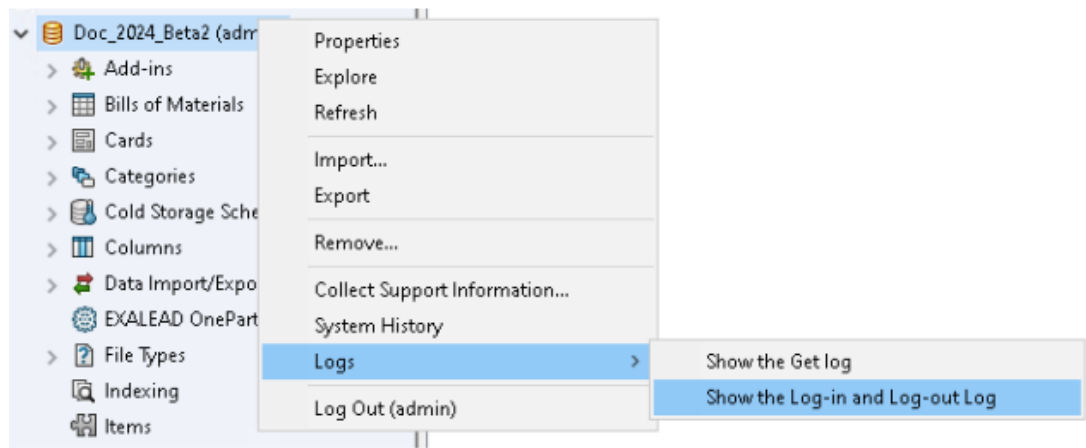 Doc_2024_Beta2 (adm
Add-ins
Bills of Materials
Cards
Categories
Cold Storage Sche
Columns
Data Import/Expo
EXALEAD OnePart
File Types
Indexing
Items
Properties
Explore
Refresh
Import...
Export
Remove...
Collect Support Information...
System History
Logs
Log Out (admin)
Show the Get log
Show the Log-in and Log-out Log